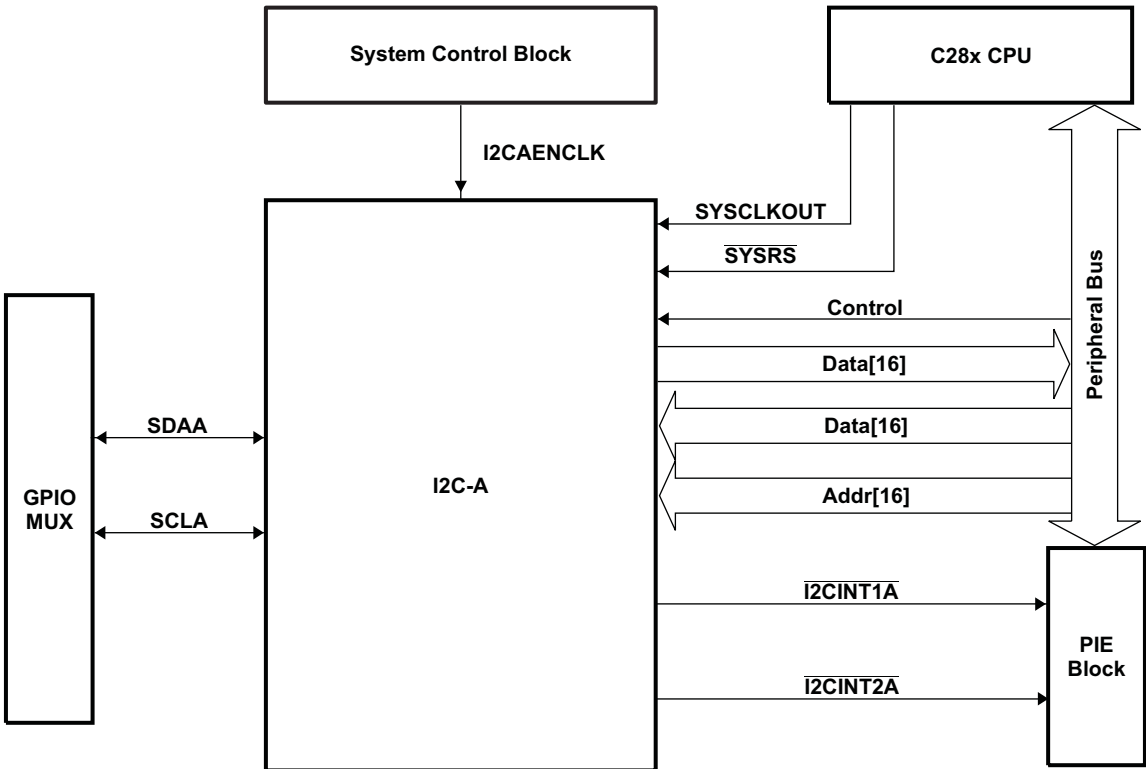 System Control Block
C28x CPU
I2CAENCLK
SYSCLKOUT
SYSRS
Control
Data[16]
Data[16]
Addr[16]
Peripheral Bus
SDAA
SCLA
GPIO
MUX
I2C-A
I2CINT1A
I2CINT2A
PIE
Block